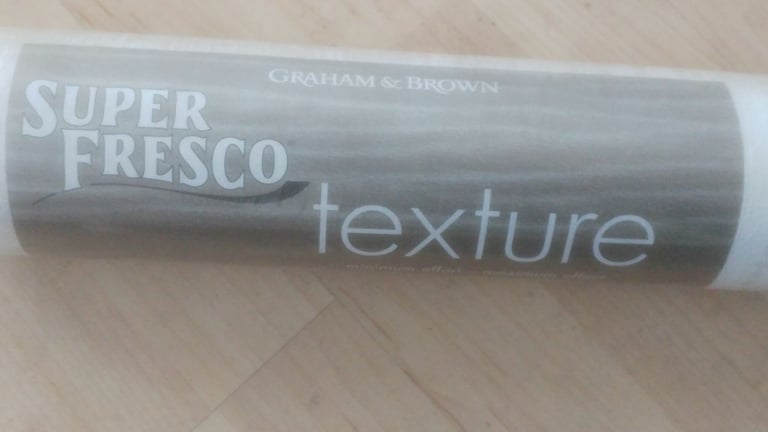 GRAHAM & BROWN
SUPER
FRESCO
texture
minimum effort - maximum effect